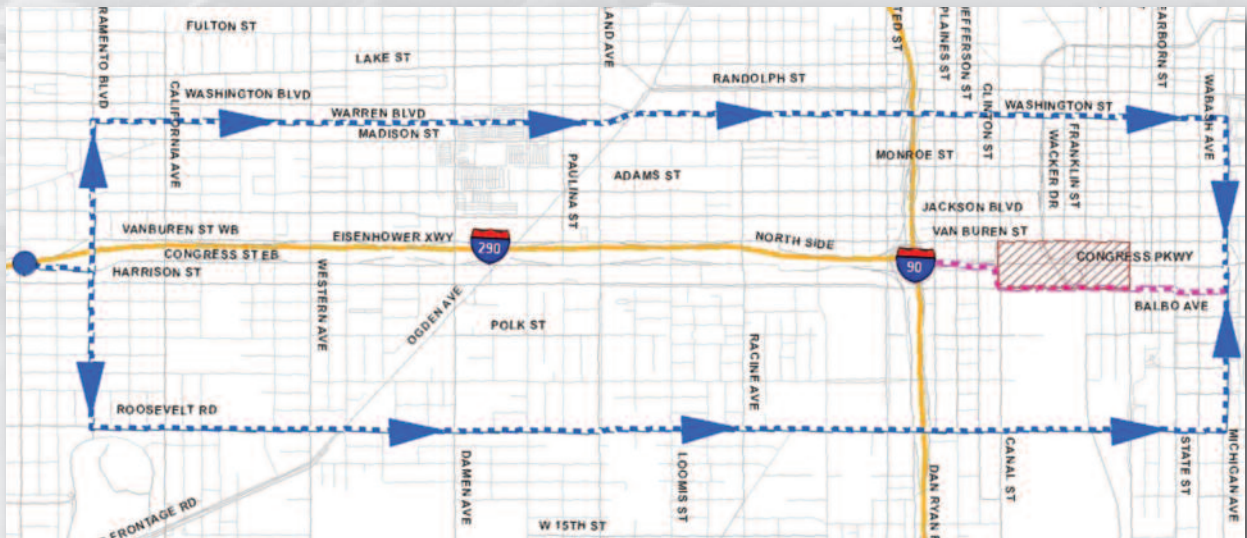 FULTON ST
RAMENTO BLVD
LAND AVE
TED ST
PLAINES ST
JEFFERSON ST
EARBORN ST
LAKE ST
RANDOLPH ST
WASHINGTON BLVD
CALIFORNIA AVE
WARREN BLVD
MADISON ST
CLINTON ST
WASHINGTON ST
WABASH AVE
FRANKLIN ST
WACKER DR
MONROE ST
PAULINA ST
ADAMS ST
JACKSON BLVD
VANBUREN ST WB
EISENHOWER XWY
290
NORTH SIDE
VAN BUREN ST
CONGRESS ST EB
90
CONGRESS PKWY
HARRISON ST
WESTERN AVE
OGDEN AVE
BALBO AVE
POLK ST
RACINE AVE
ROOSEVELT RD
DAMEN AVE
LOOMIS ST
DAN RYAN
CANAL ST
STATE ST
MICHIGAN AVE
FRONTAGE RD
W 15TH ST